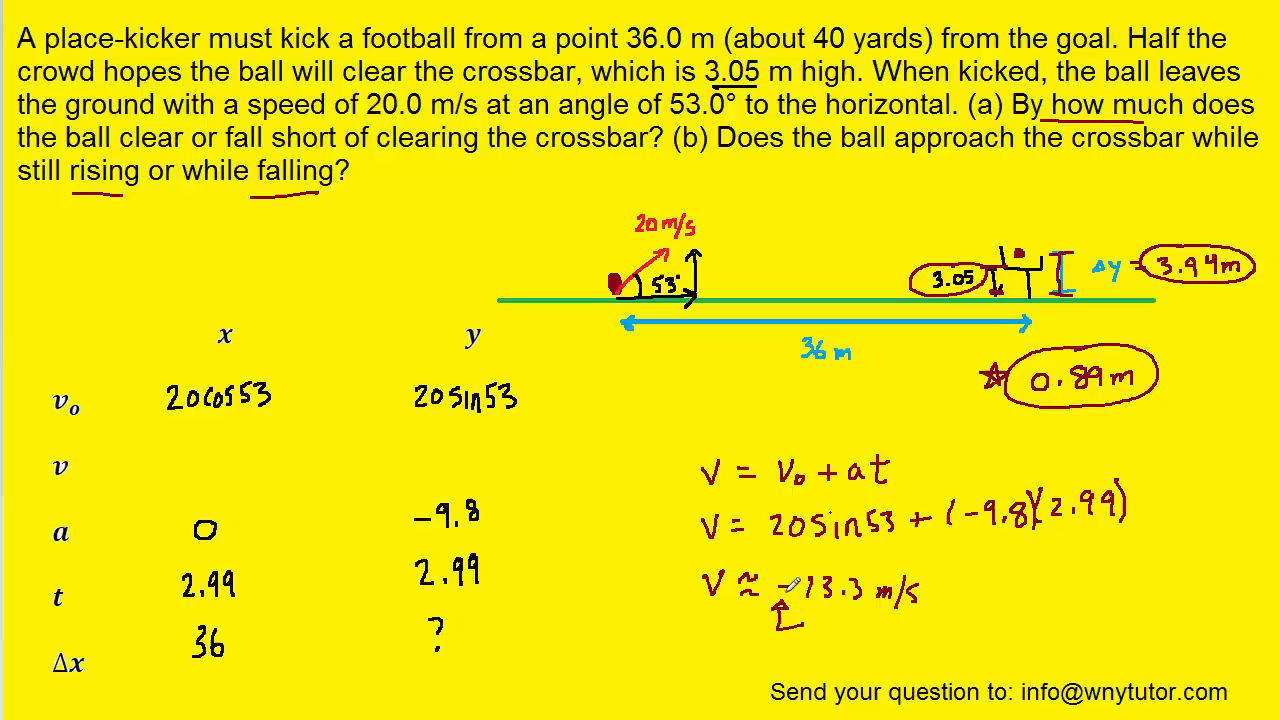 A place-kicker must kick a football from a point 36.0 m (about 40 yards) from the goal. Half the
crowd hopes the ball will clear the crossbar, which is 3.05 m high. When kicked, the ball leaves
the ground with a speed of 20.0 m/s at an angle of 53.0° to the horizontal. (a) By how much does
the ball clear or fall short of clearing the crossbar? (b) Does the ball approach the crossbar while
still rising or while falling?
20 m/s
53°
3.05
Δy = 3.94m
36 m
0.89m
x y
v₀ 20cos53 20sin53
v
a 0 -9.8
t 2.99 2.99
Δx 36 ?
V = V₀ + at
V = 20sin53 + (-9.8)(2.99)
V ≈ -13.3 m/s
Send your question to: info@wnytutor.com